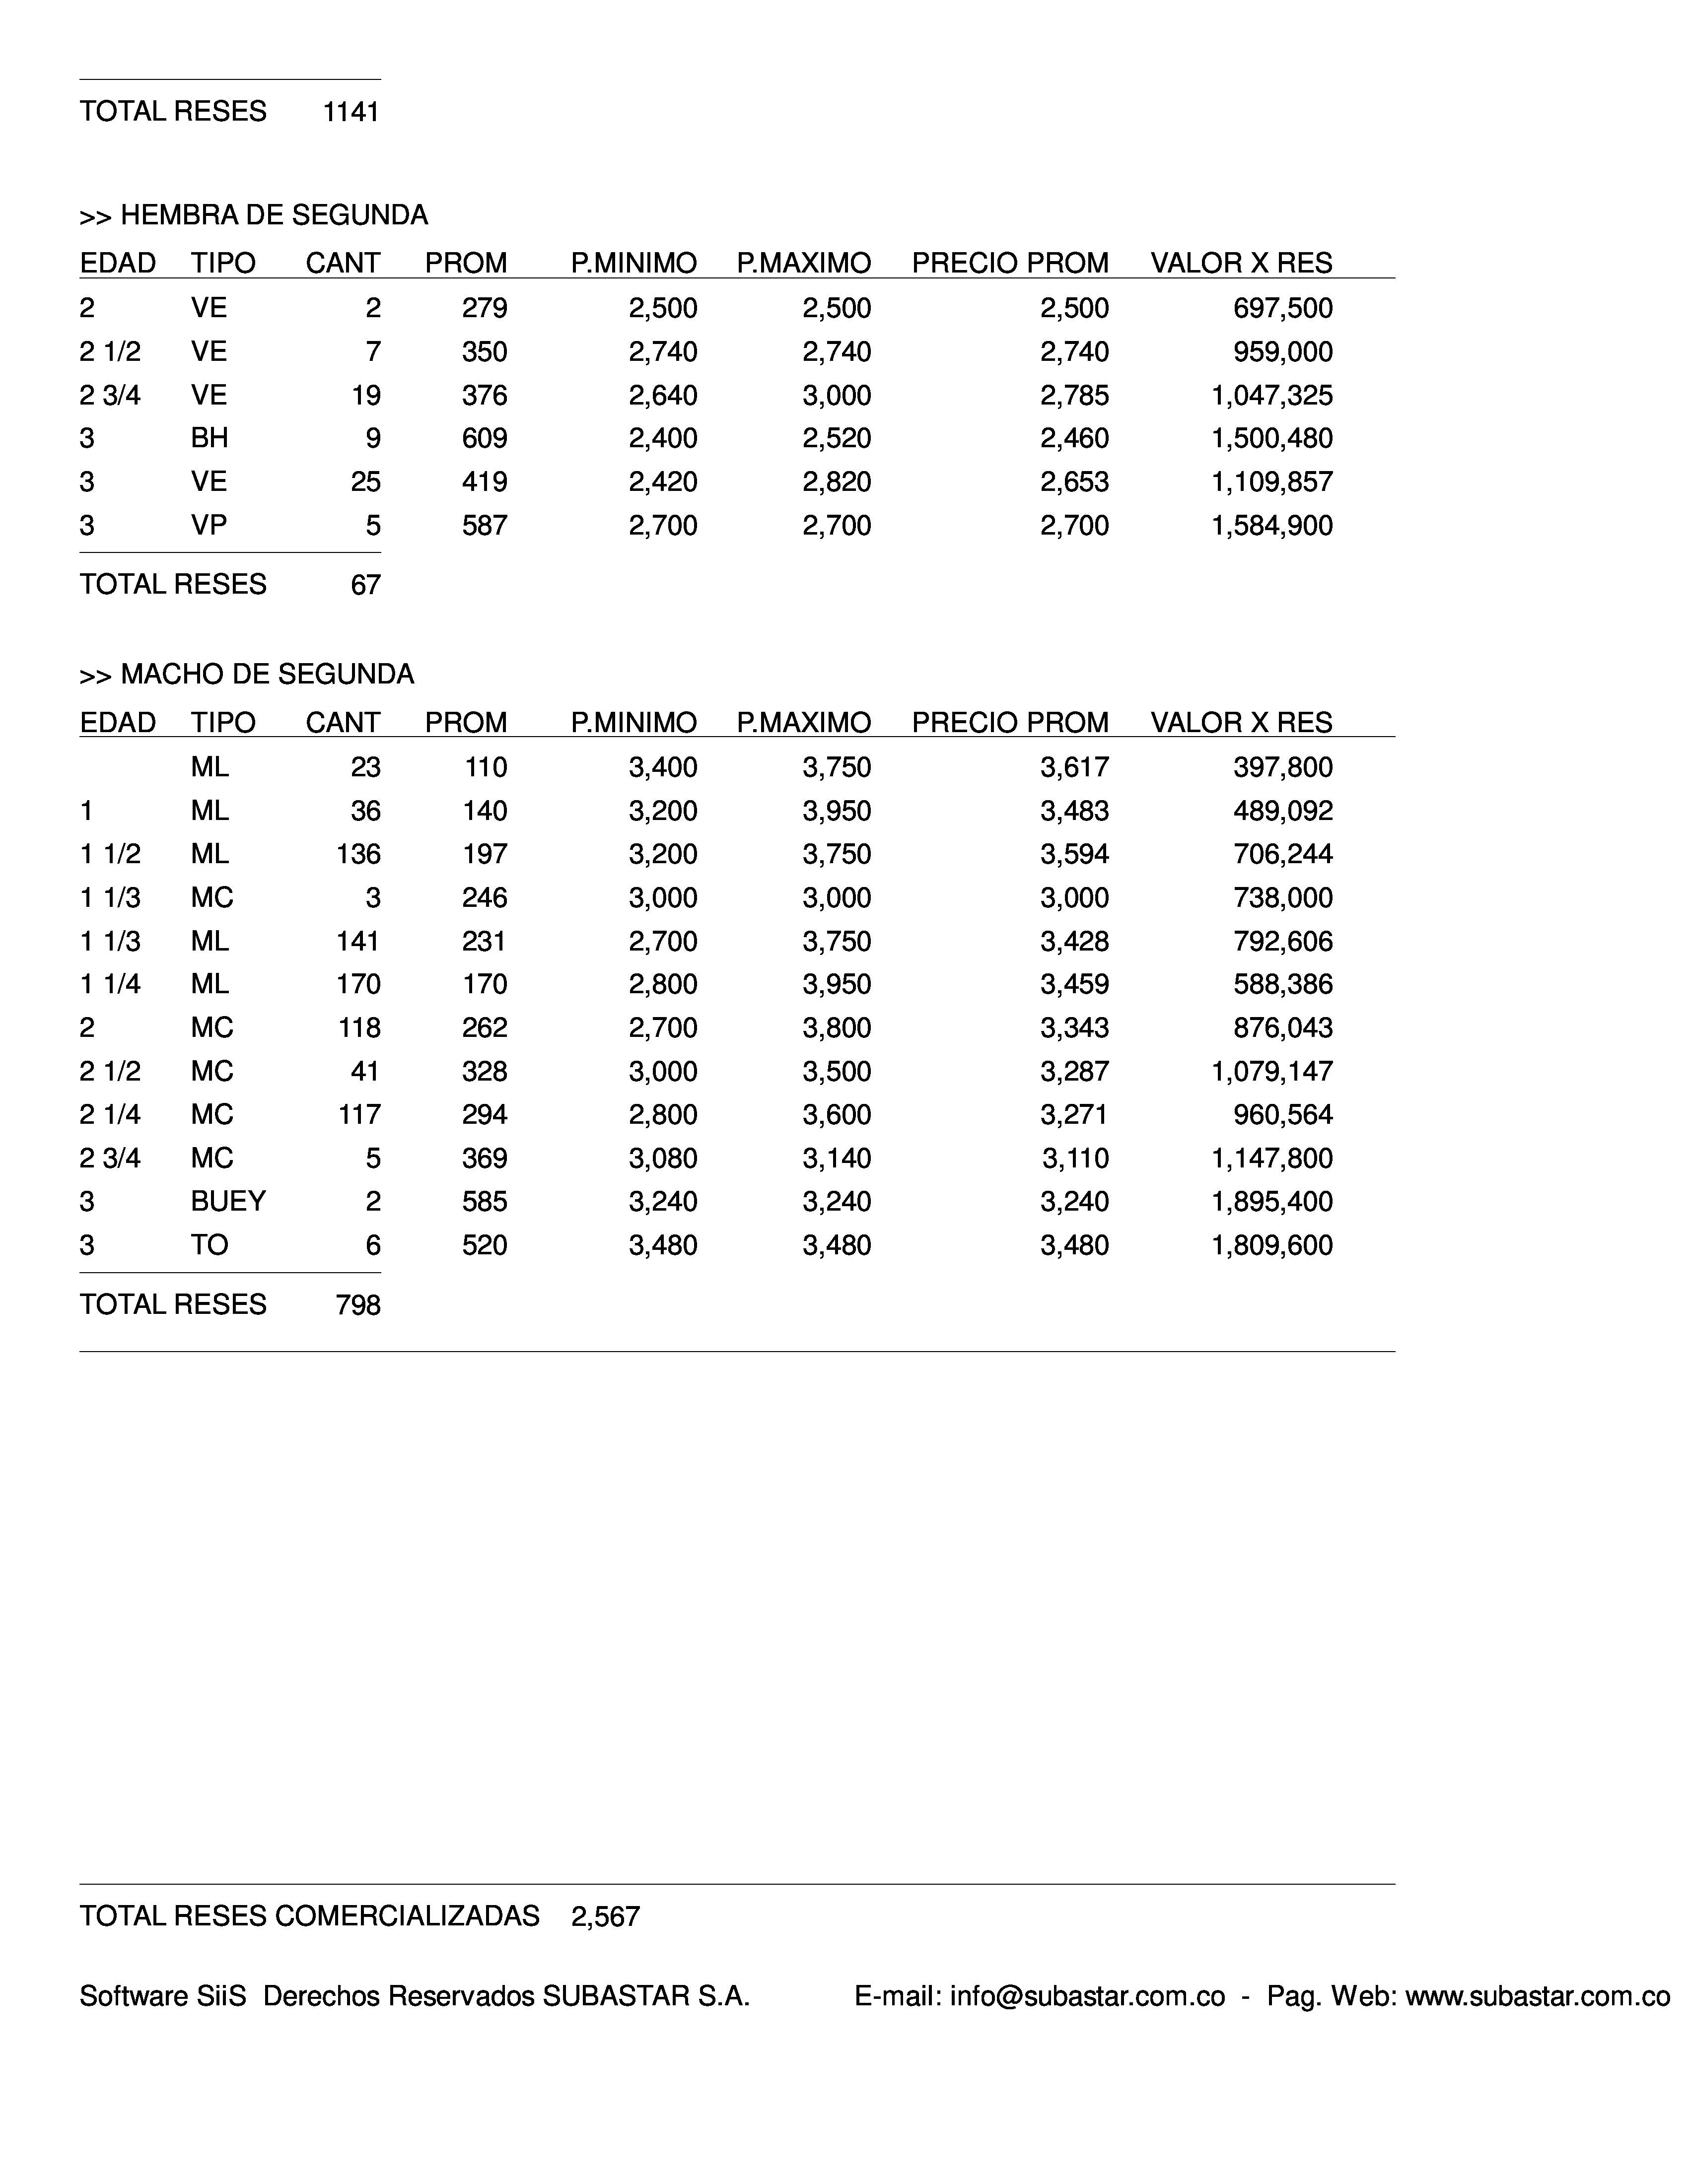 TOTAL RESES 1141
>> HEMBRA DE SEGUNDA
EDAD TIPO CANT PROM P.MINIMO P.MAXIMO PRECIO PROM VALOR X RES
2 VE 2 279 2,500 2,500 2,500 697,500
2 1/2 VE 7 350 2,740 2,740 2,740 959,000
2 3/4 VE 19 376 2,640 3,000 2,785 1,047,325
3 BH 9 609 2,400 2,520 2,460 1,500,480
3 VE 25 419 2,420 2,820 2,653 1,109,857
3 VP 5 587 2,700 2,700 2,700 1,584,900
TOTAL RESES 67
>> MACHO DE SEGUNDA
EDAD TIPO CANT PROM P.MINIMO P.MAXIMO PRECIO PROM VALOR X RES
ML 23 110 3,400 3,750 3,617 397,800
1 ML 36 140 3,200 3,950 3,483 489,092
1 1/2 ML 136 197 3,200 3,750 3,594 706,244
1 1/3 MC 3 246 3,000 3,000 3,000 738,000
1 1/3 ML 141 231 2,700 3,750 3,428 792,606
1 1/4 ML 170 170 2,800 3,950 3,459 588,386
2 MC 118 262 2,700 3,800 3,343 876,043
2 1/2 MC 41 328 3,000 3,500 3,287 1,079,147
2 1/4 MC 117 294 2,800 3,600 3,271 960,564
2 3/4 MC 5 369 3,080 3,140 3,110 1,147,800
3 BUEY 2 585 3,240 3,240 3,240 1,895,400
3 TO 6 520 3,480 3,480 3,480 1,809,600
TOTAL RESES 798
TOTAL RESES COMERCIALIZADAS 2,567
Software SiiS Derechos Reservados SUBASTAR S.A. E-mail: info@subastar.com.co - Pag. Web: www.subastar.com.co